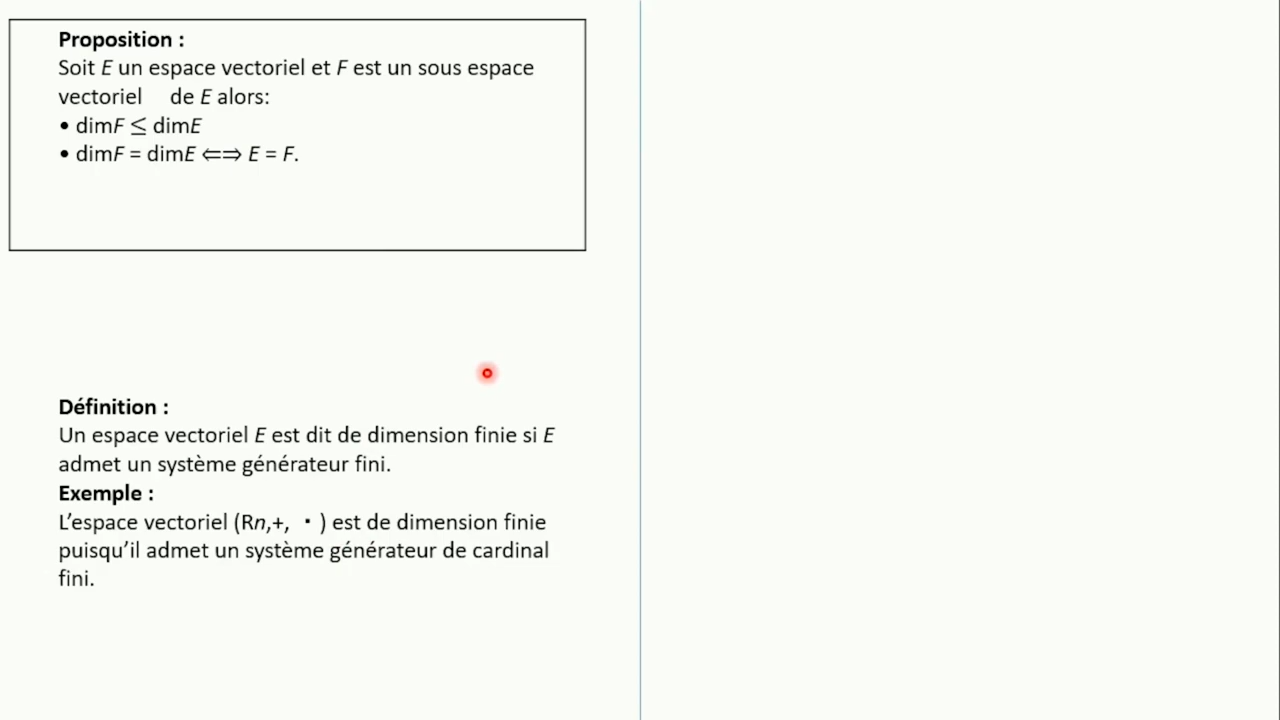 Proposition :
Soit E un espace vectoriel et F est un sous espace
vectoriel de E alors:
• dimF ≤ dimE
• dimF = dimE ⟺ E = F.
Définition :
Un espace vectoriel E est dit de dimension finie si E
admet un système générateur fini.
Exemple :
L’espace vectoriel (Rn,+, ·) est de dimension finie
puisqu’il admet un système générateur de cardinal
fini.